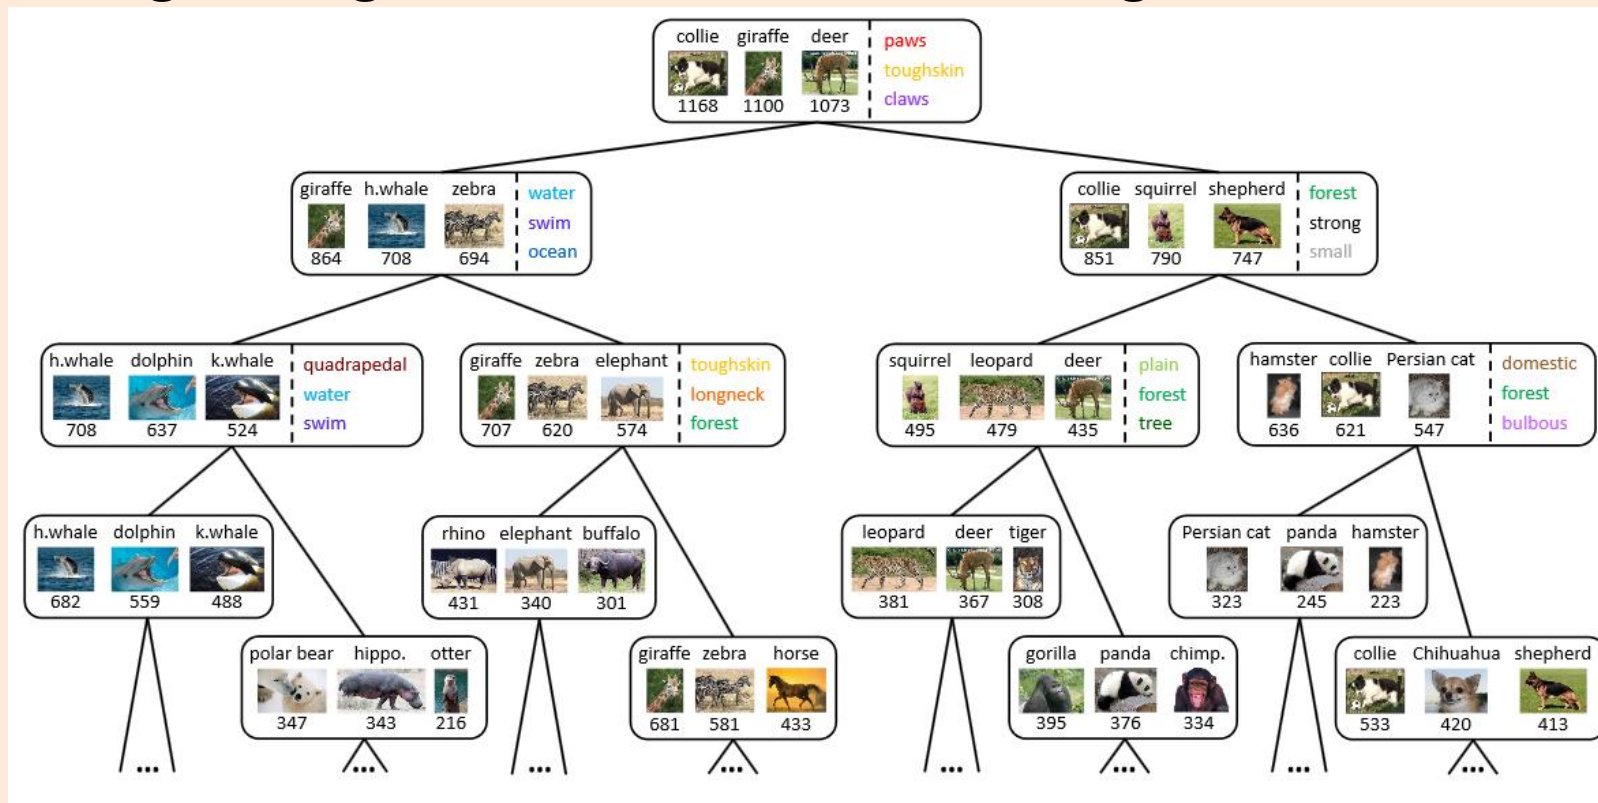 collie giraffe deer
paws
toughskin
claws
1168 1100 1073
giraffe h.whale zebra
water
swim
ocean
864 708 694
collie squirrel shepherd
forest
strong
small
851 790 747
h.whale dolphin k.whale
quadrapedal
water
swim
708 637 524
giraffe zebra elephant
toughskin
longneck
forest
707 620 574
squirrel leopard deer
plain
forest
tree
495 479 435
hamster collie Persian cat
domestic
forest
bulbous
636 621 547
h.whale dolphin k.whale
682 559 488
rhino elephant buffalo
431 340 301
leopard deer tiger
381 367 308
Persian cat panda hamster
323 245 223
polar bear hippo. otter
347 343 216
giraffe zebra horse
681 581 433
gorilla panda chimp.
395 376 334
collie Chihuahua shepherd
533 420 413
... ... ... ... ... ... ... ...